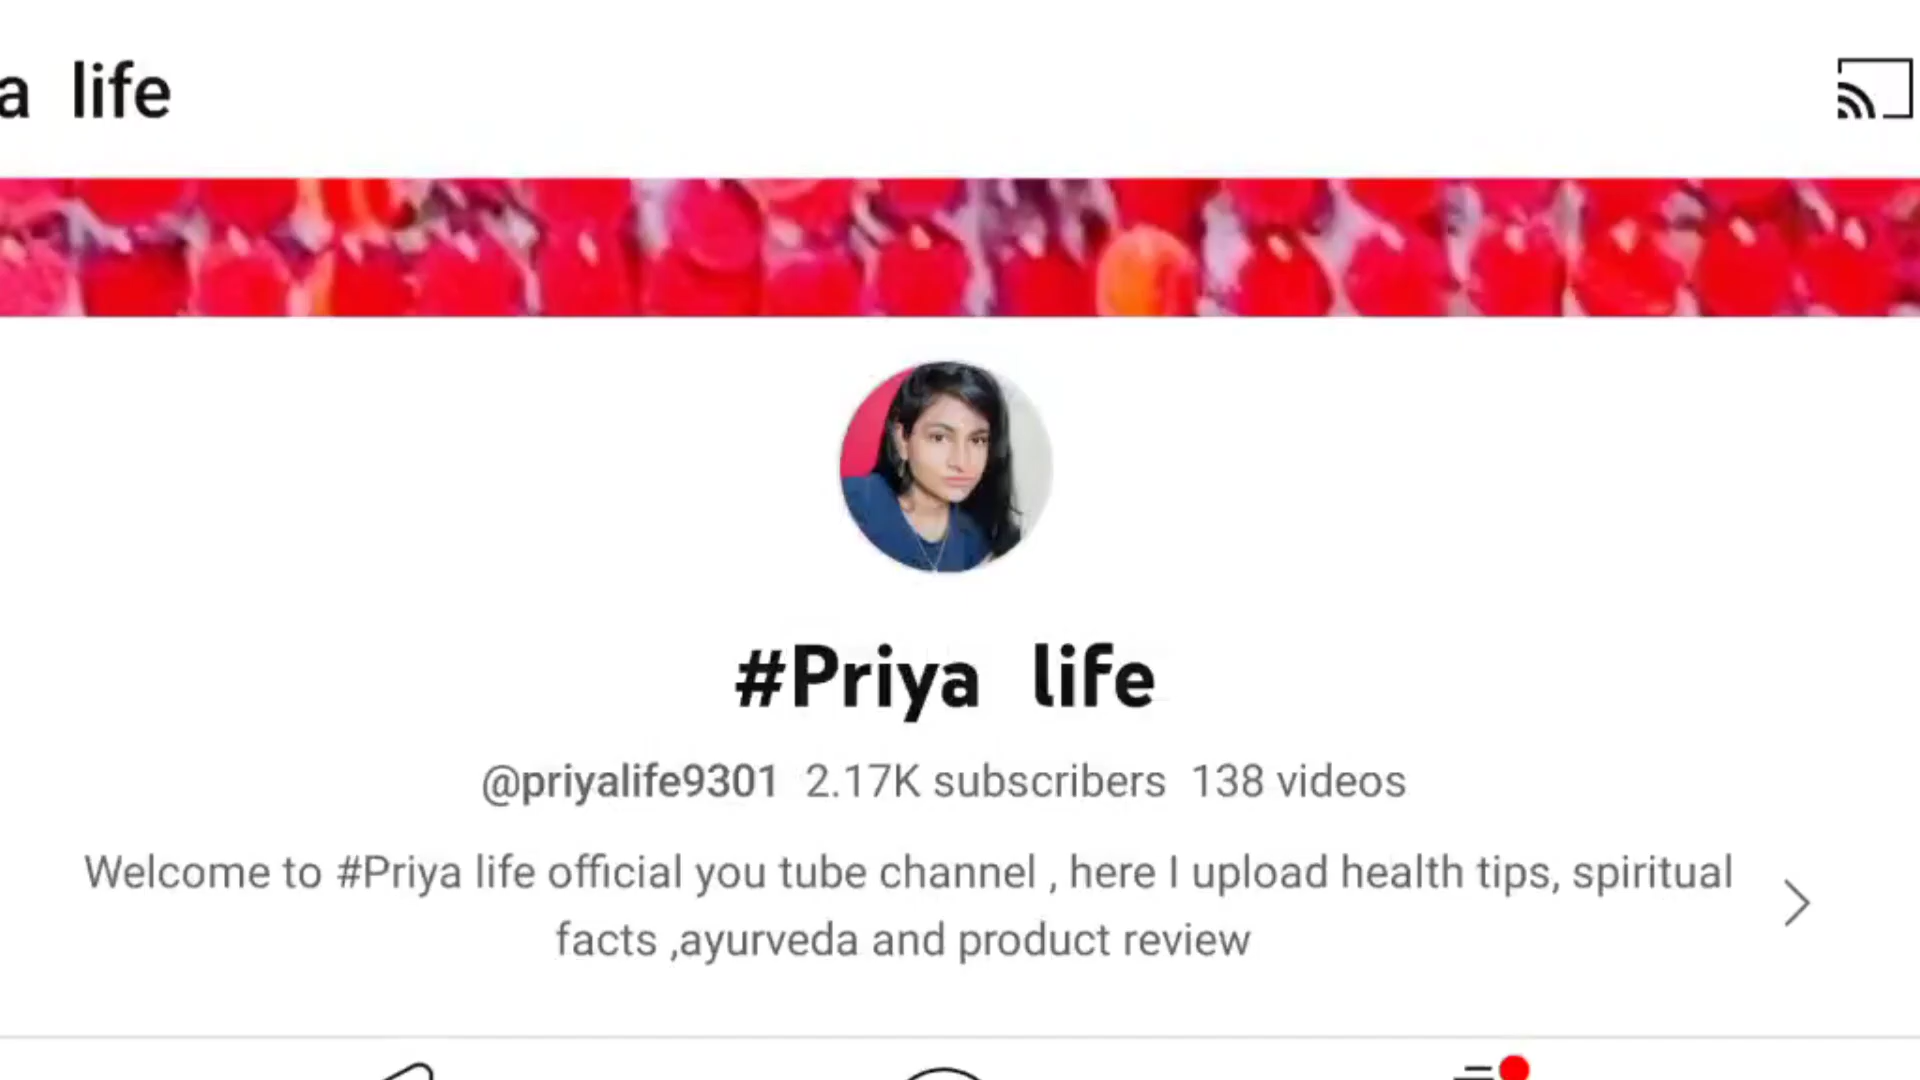 a life
#Priya life
@priyalife9301 2.17K subscribers 138 videos
Welcome to #Priya life official you tube channel , here I upload health tips, spiritual
facts ,ayurveda and product review